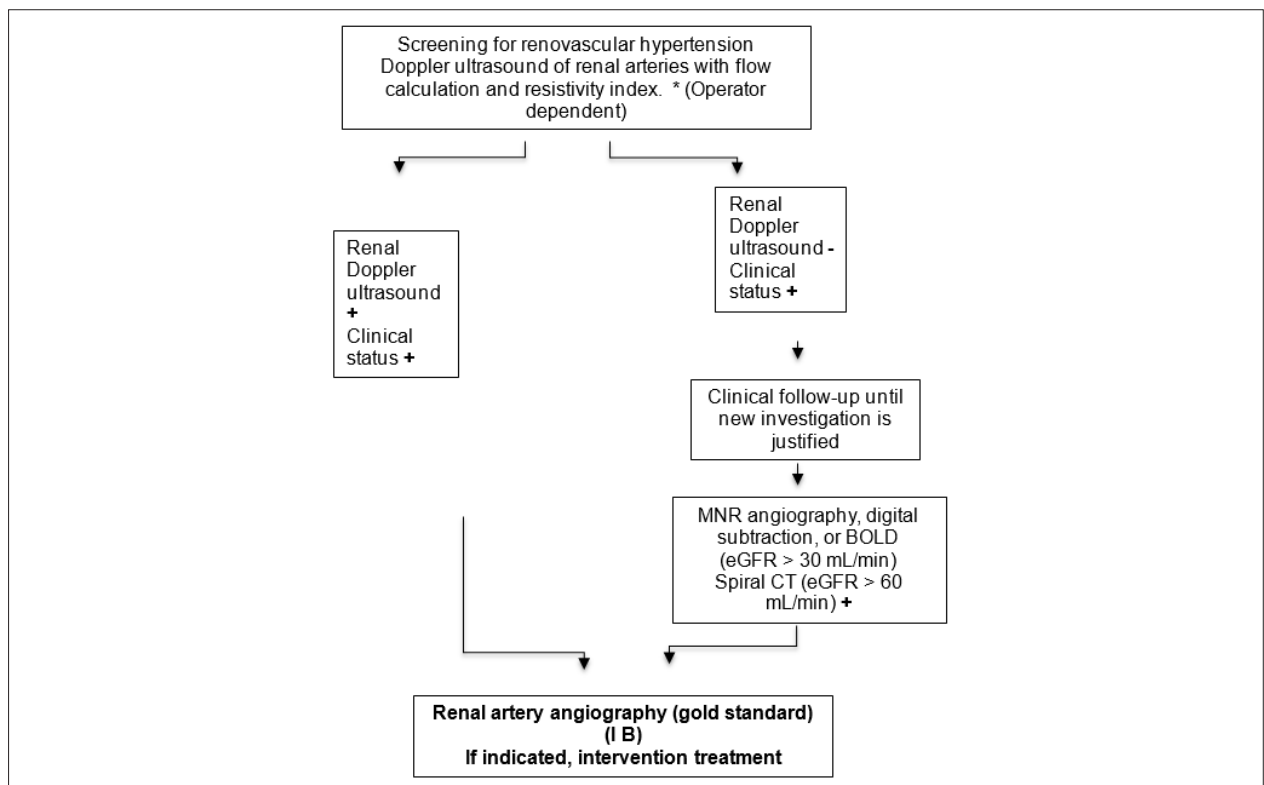 Screening for renovascular hypertension
Doppler ultrasound of renal arteries with flow
calculation and resistivity index.  * (Operator
dependent)
Renal
Doppler
ultrasound
+
Clinical
status +
Renal
Doppler
ultrasound -
Clinical
status +
Clinical follow-up until
new investigation is
justified
MNR angiography, digital
subtraction, or BOLD
(eGFR > 30 mL/min)
Spiral CT (eGFR > 60
mL/min) +
Renal artery angiography (gold standard)
(I B)
If indicated, intervention treatment